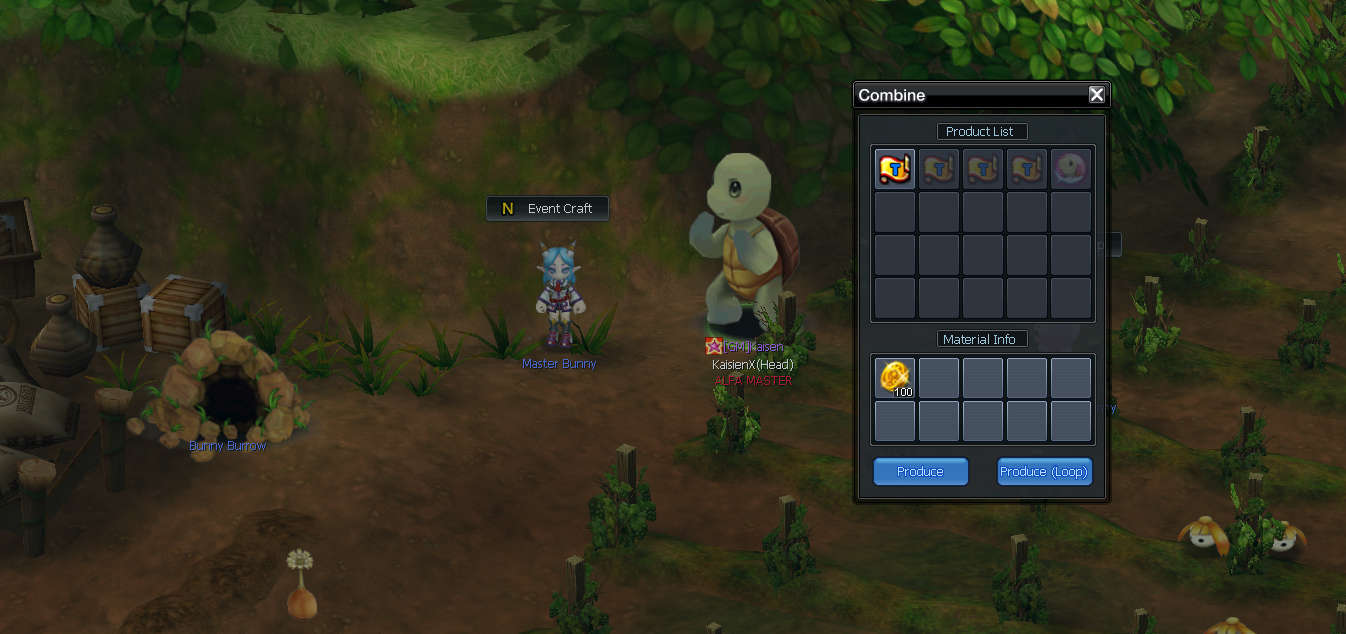 Combine
Product List
T T T T
N Event Craft
Material Info
100
Produce
Produce (Loop)
Master Bunny
[GM]Kaisen
KaisienX(Head)
ALFA MASTER
Bunny Burrow